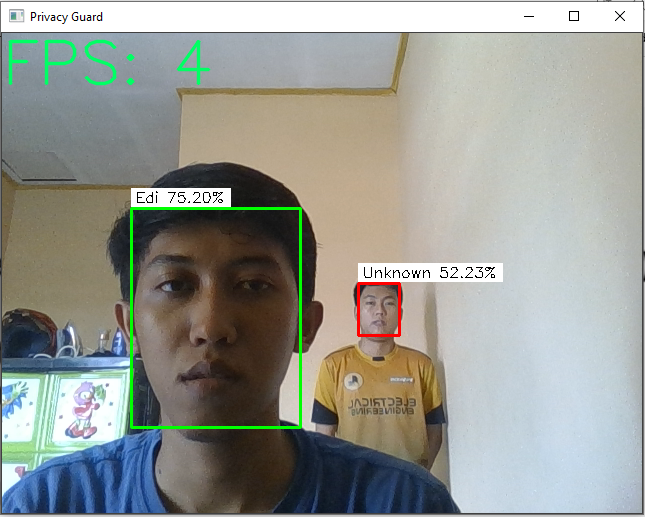 Privacy Guard
FPS: 4
Edi 75.20%
Unknown 52.23%
ELECTRICAL
ENGINEERING